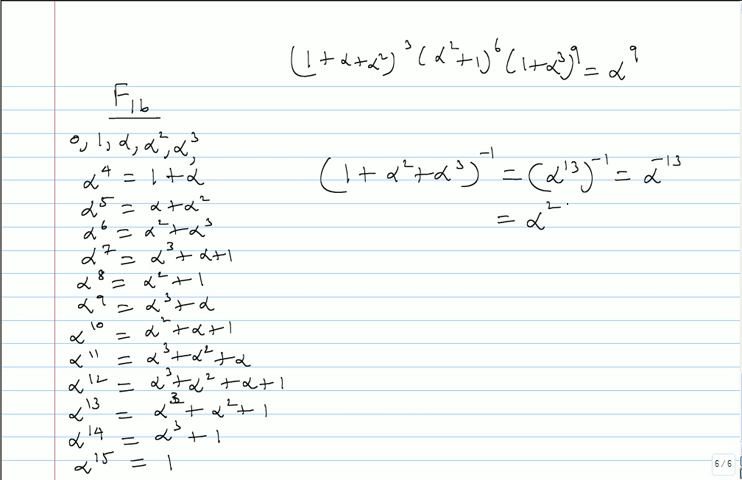 (1 + α + α²)³ (α² + 1)⁶ (1 + α³)⁹ = α⁹
F₁₆
0, 1, α, α², α³,
α⁴ = 1 + α
α⁵ = α + α²
α⁶ = α² + α³
α⁷ = α³ + α + 1
α⁸ = α² + 1
α⁹ = α³ + α
α¹⁰ = α² + α + 1
α¹¹ = α³ + α² + α
α¹² = α³ + α² + α + 1
α¹³ = α³ + α² + 1
α¹⁴ = α³ + 1
α¹⁵ = 1
(1 + α² + α³)⁻¹ = (α¹³)⁻¹ = α⁻¹³
= α².
6 / 6